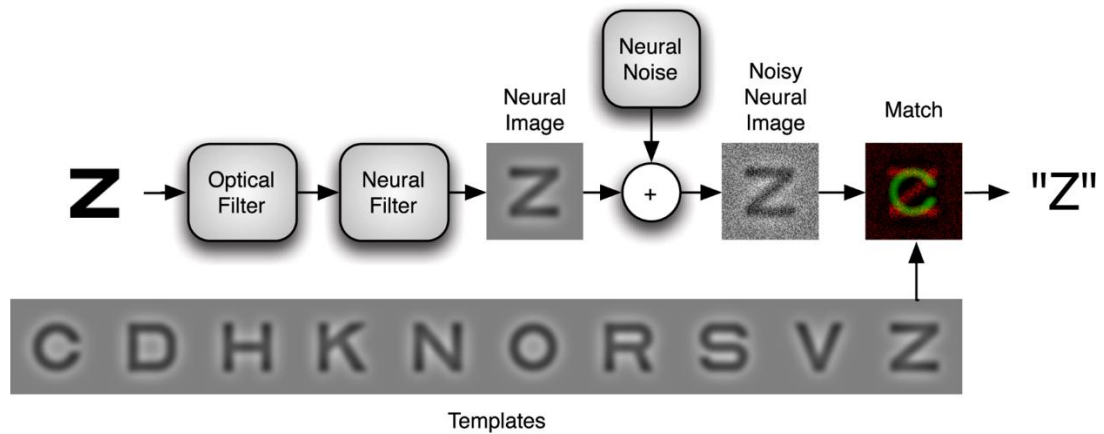 Neural
Noise
Neural
Image
Noisy
Neural
Image
Match
Z
Optical
Filter
Neural
Filter
Z
+
Z
C
"Z"
C D H K N O R S V Z
Templates